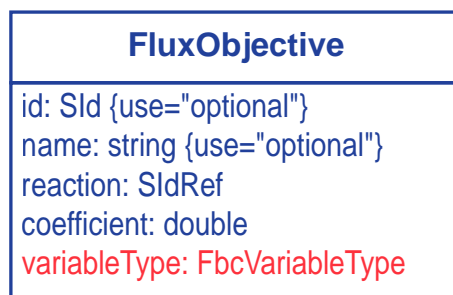 FluxObjective
id: SId {use="optional"}
name: string {use="optional"}
reaction: SIdRef
coefficient: double
variableType: FbcVariableType